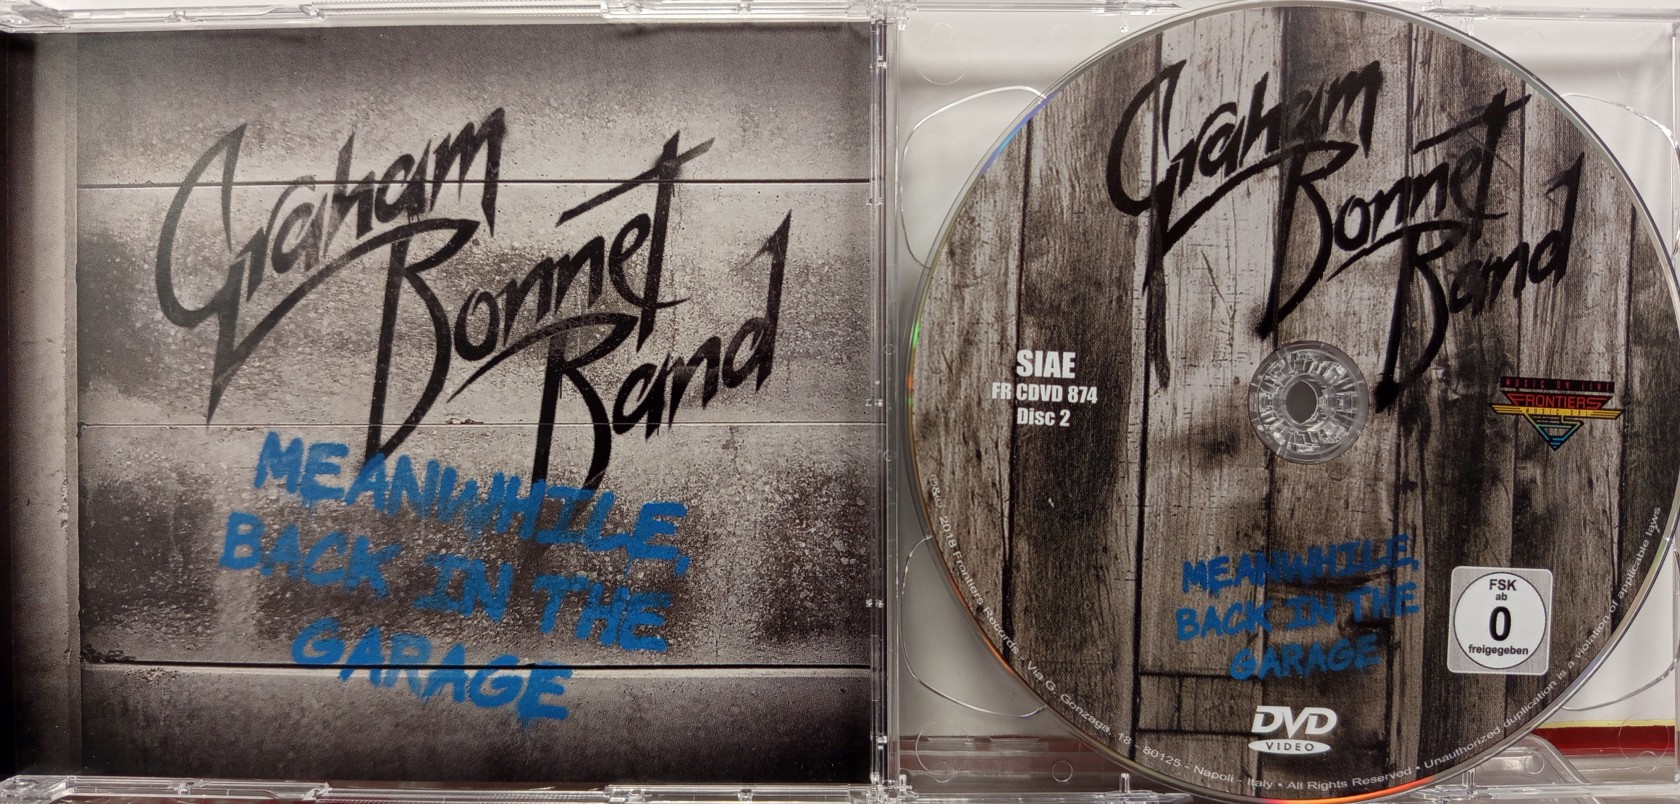 Graham
Bonnet
Band
MEANWHILE,
BACK IN THE
GARAGE
Graham
Bonnet
Band
SIAE
FR CDVD 874
Disc 2
FRONTIERS
MEANWHILE,
BACK IN THE
GARAGE
FSK
ab
0
freigegeben
DVD
VIDEO
2018 Frontiers Records • Via G. Gonzaga, 18 - 80125 - Napoli - Italy • All Rights Reserved • Unauthorized duplication is a violation of applicable laws